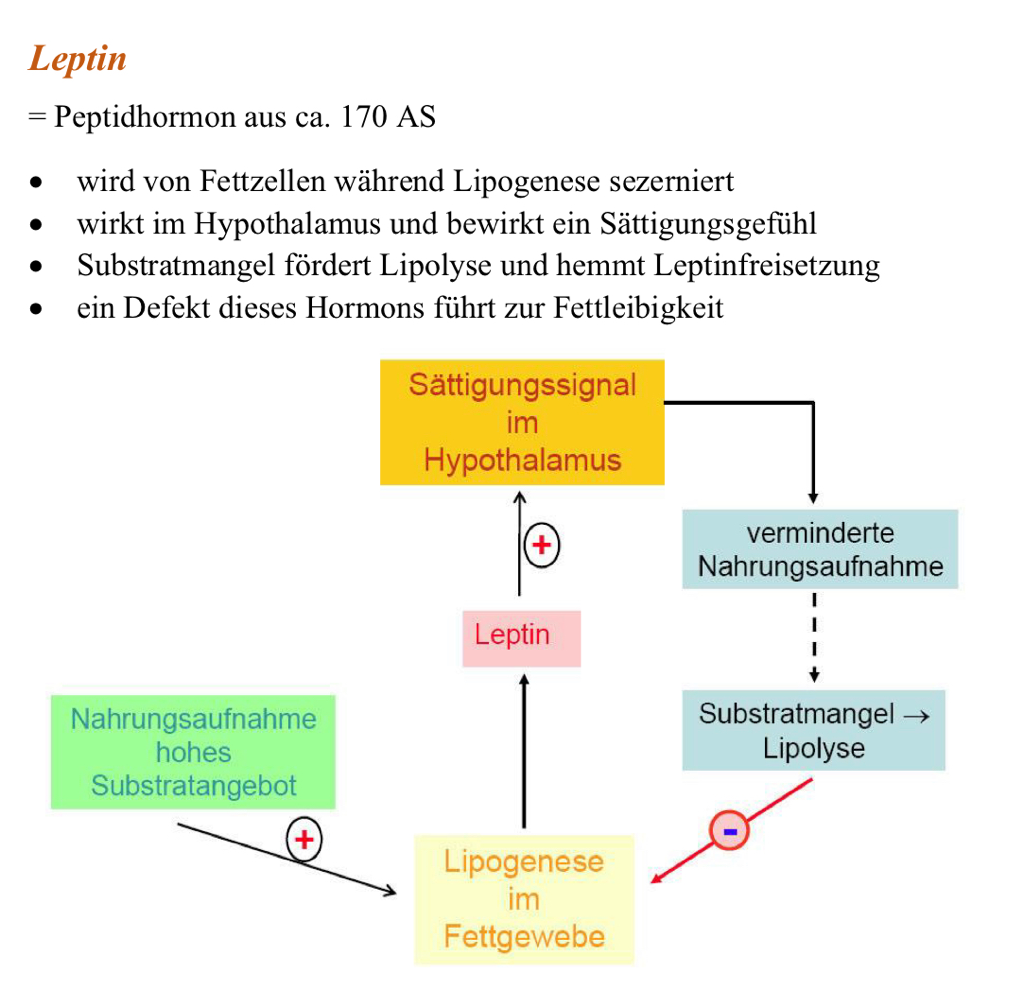 Leptin
= Peptidhormon aus ca. 170 AS
• wird von Fettzellen während Lipogenese sezerniert
• wirkt im Hypothalamus und bewirkt ein Sättigungsgefühl
• Substratmangel fördert Lipolyse und hemmt Leptinfreisetzung
• ein Defekt dieses Hormons führt zur Fettleibigkeit
Sättigungssignal
im
Hypothalamus
verminderte
Nahrungsaufnahme
+
Leptin
Substratmangel →
Lipolyse
Nahrungsaufnahme
hohes
Substratangebot
+
-
Lipogenese
im
Fettgewebe